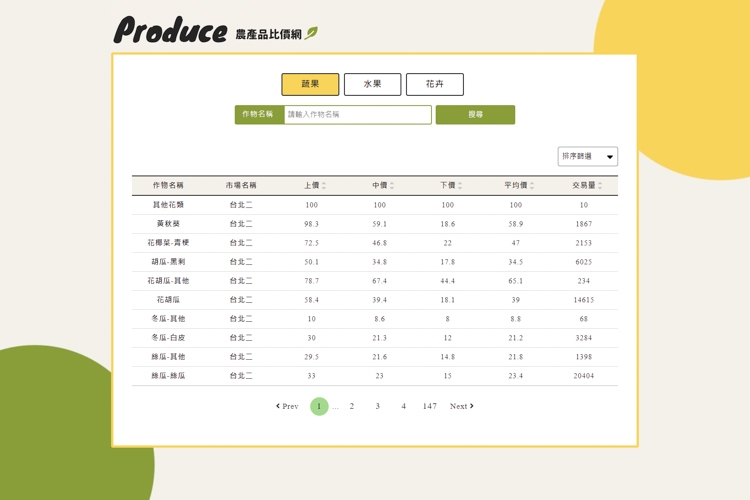 Produce 農產品比價網
蔬果 水果 花卉
作物名稱 請輸入作物名稱 搜尋
排序篩選
作物名稱 市場名稱 上價 中價 下價 平均價 交易量
其他花類 台北二 100 100 100 100 10
黃秋葵 台北二 98.3 59.1 18.6 58.9 1867
花椰菜-青梗 台北二 72.5 46.8 22 47 2153
胡瓜-黑刺 台北二 50.1 34.8 17.8 34.5 6025
花胡瓜-其他 台北二 78.7 67.4 44.4 65.1 234
花胡瓜 台北二 58.4 39.4 18.1 39 14615
冬瓜-其他 台北二 10 8.6 8 8.8 68
冬瓜-白皮 台北二 30 21.3 12 21.2 3284
絲瓜-其他 台北二 29.5 21.6 14.8 21.8 1398
絲瓜-絲瓜 台北二 33 23 15 23.4 20404
Prev 1 ... 2 3 4 147 Next